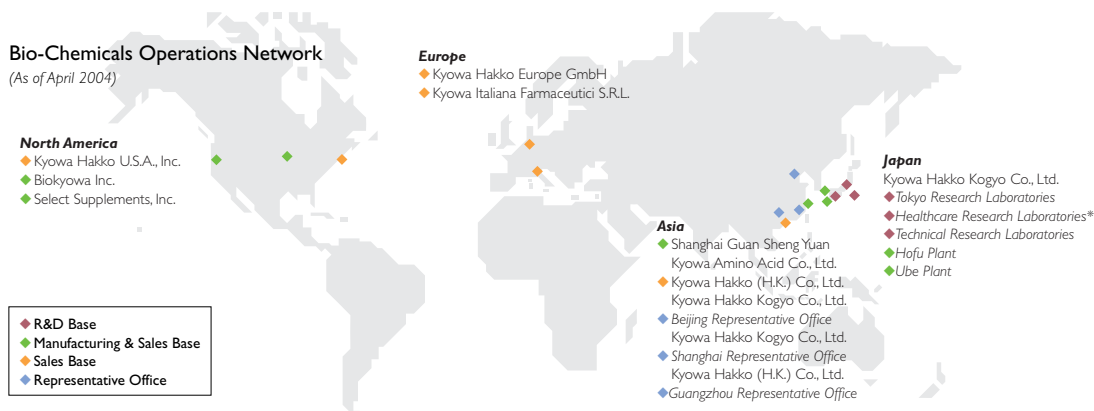 Bio-Chemicals Operations Network
(As of April 2004)
North America
Kyowa Hakko U.S.A., Inc.
Biokyowa Inc.
Select Supplements, Inc.
Europe
Kyowa Hakko Europe GmbH
Kyowa Italiana Farmaceutici S.R.L.
Asia
Shanghai Guan Sheng Yuan
Kyowa Amino Acid Co., Ltd.
Kyowa Hakko (H.K.) Co., Ltd.
Kyowa Hakko Kogyo Co., Ltd.
Beijing Representative Office
Kyowa Hakko Kogyo Co., Ltd.
Shanghai Representative Office
Kyowa Hakko (H.K.) Co., Ltd.
Guangzhou Representative Office
Japan
Kyowa Hakko Kogyo Co., Ltd.
Tokyo Research Laboratories
Healthcare Research Laboratories*
Technical Research Laboratories
Hofu Plant
Ube Plant
R&D Base
Manufacturing & Sales Base
Sales Base
Representative Office